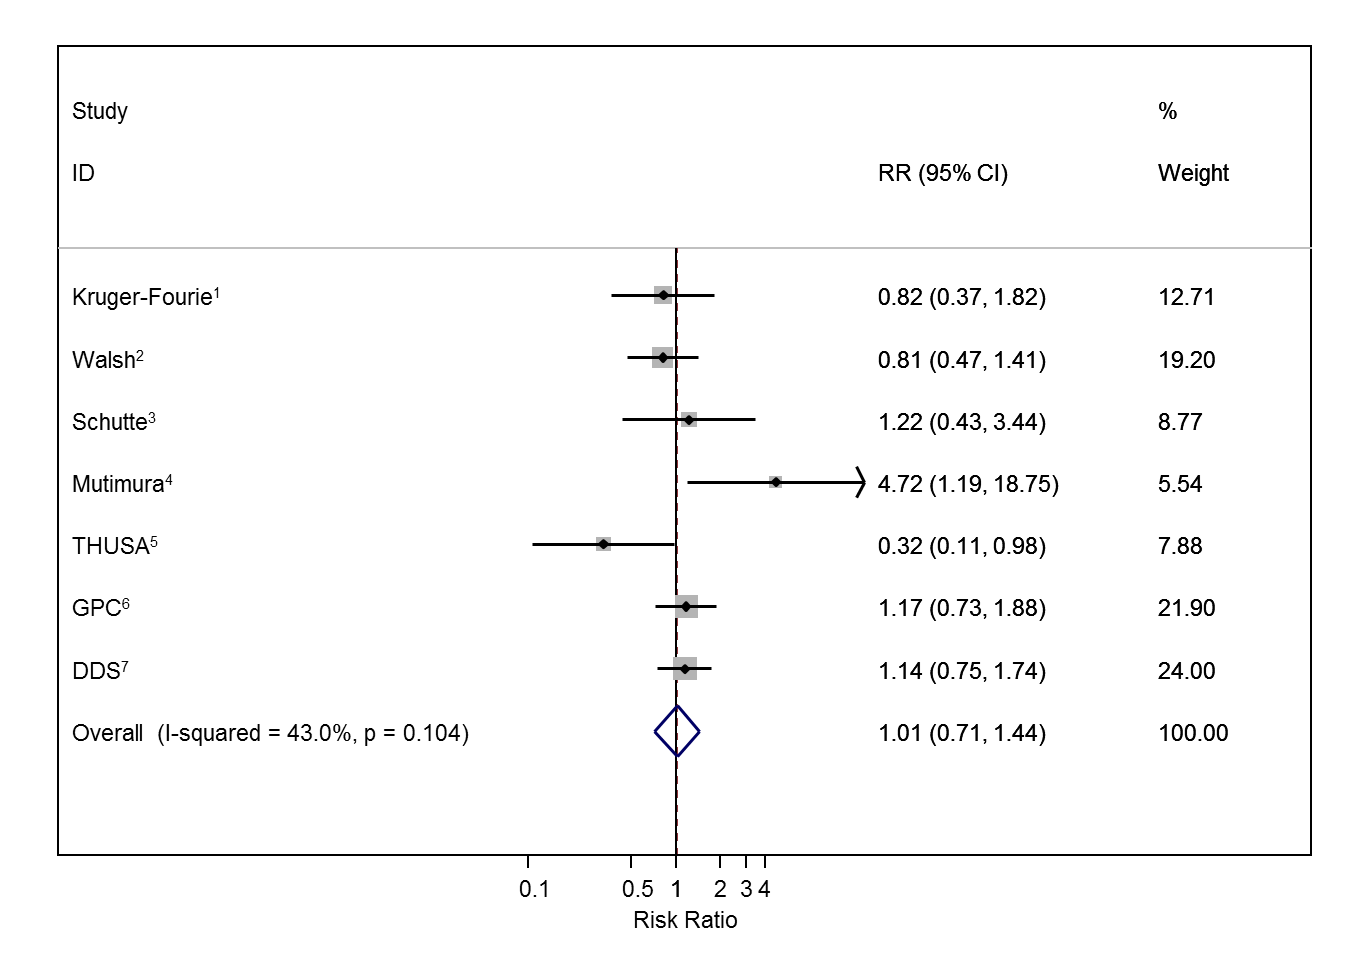 Study %
ID RR (95% CI) Weight
Kruger-Fourie¹ 0.82 (0.37, 1.82) 12.71
Walsh² 0.81 (0.47, 1.41) 19.20
Schutte³ 1.22 (0.43, 3.44) 8.77
Mutimura⁴ 4.72 (1.19, 18.75) 5.54
THUSA⁵ 0.32 (0.11, 0.98) 7.88
GPC⁶ 1.17 (0.73, 1.88) 21.90
DDS⁷ 1.14 (0.75, 1.74) 24.00
Overall (I-squared = 43.0%, p = 0.104) 1.01 (0.71, 1.44) 100.00
0.1 0.5 1 2 3 4
Risk Ratio